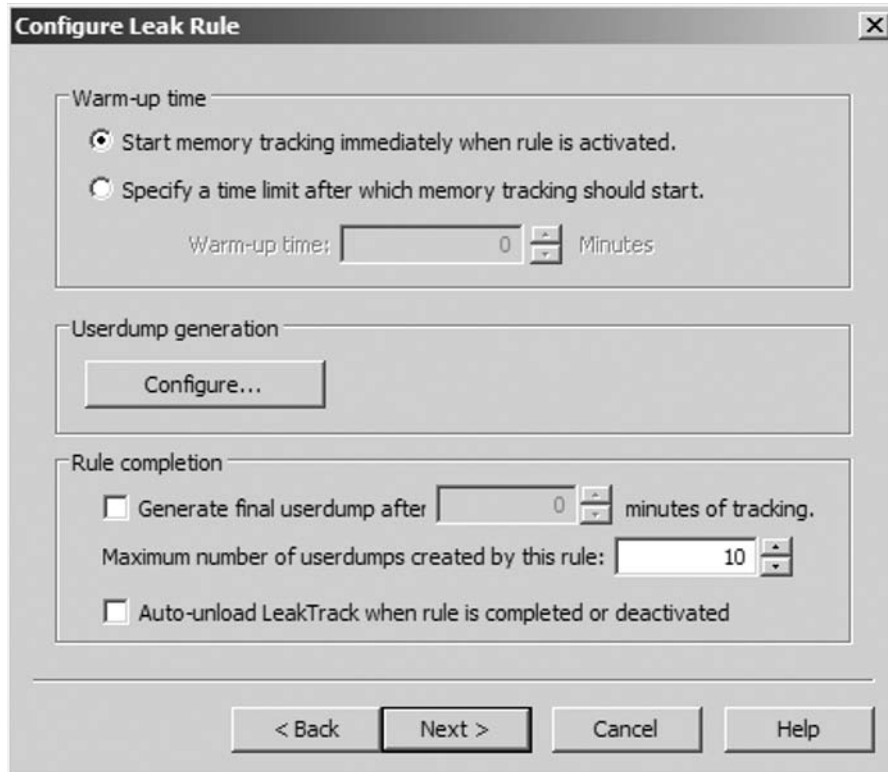 Configure Leak Rule
Warm-up time
Start memory tracking immediately when rule is activated.
Specify a time limit after which memory tracking should start.
Warm-up time: 0 Minutes
Userdump generation
Configure...
Rule completion
Generate final userdump after 0 minutes of tracking.
Maximum number of userdumps created by this rule: 10
Auto-unload LeakTrack when rule is completed or deactivated
< Back Next > Cancel Help